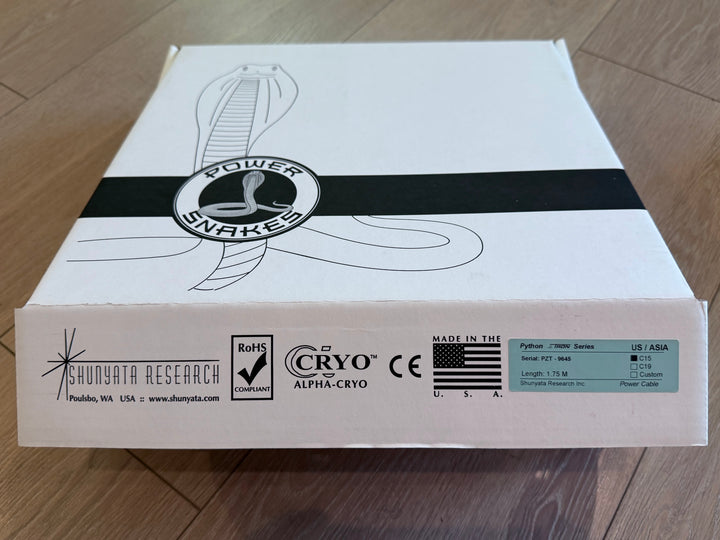 POWER
SNAKES
SHUNYATA RESEARCH
Poulsbo, WA USA :: www.shunyata.com
RoHS
COMPLIANT
CRYO™
ALPHA-CRYO
CE
MADE IN THE
U. S. A.
Python ZTRON Series
US / ASIA
Serial: PZT - 9645
C15
C19
Length: 1.75 M
Custom
Shunyata Research Inc.
Power Cable